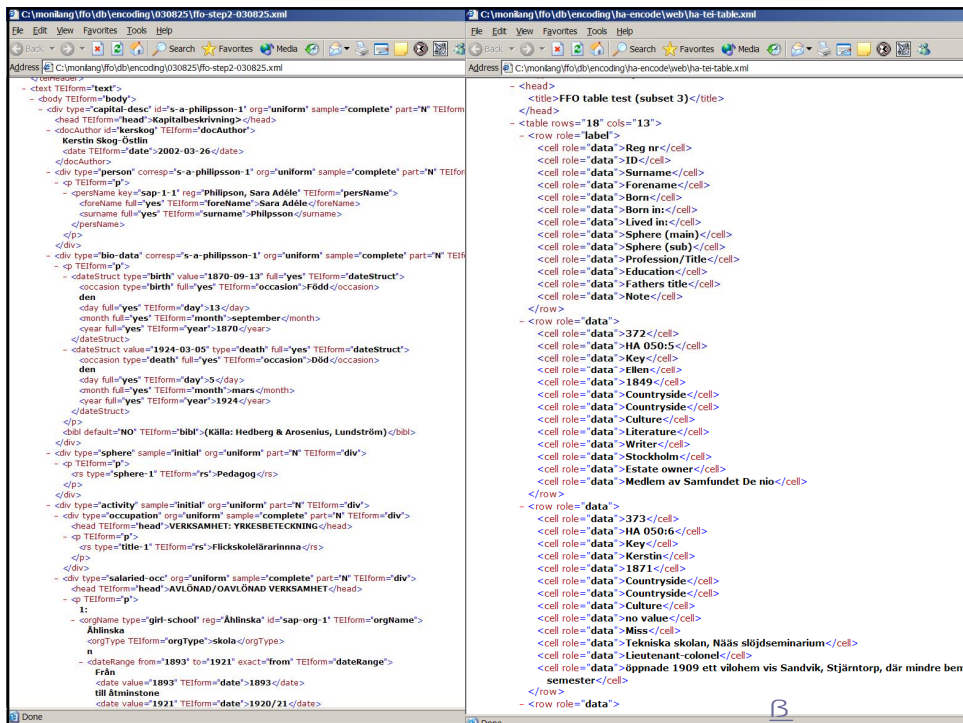 C:\monilang\ffo\db\encoding\030825\ffo-step2-030825.xml
File Edit View Favorites Tools Help
Back Search Favorites Media
Address C:\monilang\ffo\db\encoding\030825\ffo-step2-030825.xml
</teiHeader>
- <text TEIform="text">
- <body TEIform="body">
- <div type="capital-desc" id="s-a-philipsson-1" org="uniform" sample="complete" part="N" TEIform
<head TEIform="head">Kapitalbeskrivning></head>
- <docAuthor id="kerskog" TEIform="docAuthor">
Kerstin Skog-Östlin
<date TEIform="date">2002-03-26</date>
</docAuthor>
- <div type="person" corresp="s-a-philipsson-1" org="uniform" sample="complete" part="N" TEIfor
- <p TEIform="p">
- <persName key="sap-1-1" reg="Philipson, Sara Adéle" TEIform="persName">
<foreName full="yes" TEIform="foreName">Sara Adéle</foreName>
<surname full="yes" TEIform="surname">Philpsson</surname>
</persName>
</p>
</div>
- <div type="bio-data" corresp="s-a-philipsson-1" org="uniform" sample="complete" part="N" TEIf
- <p TEIform="p">
- <dateStruct type="birth" value="1870-09-13" full="yes" TEIform="dateStruct">
<occasion type="birth" full="yes" TEIform="occasion">Född</occasion>
den
<day full="yes" TEIform="day">13</day>
<month full="yes" TEIform="month">september</month>
<year full="yes" TEIform="year">1870</year>
</dateStruct>
- <dateStruct value="1924-03-05" type="death" full="yes" TEIform="dateStruct">
<occasion type="death" full="yes" TEIform="occasion">Död</occasion>
den
<day full="yes" TEIform="day">5</day>
<month full="yes" TEIform="month">mars</month>
<year full="yes" TEIform="year">1924</year>
</dateStruct>
</p>
<bibl default="NO" TEIform="bibl">(Källa: Hedberg & Arosenius, Lundström)</bibl>
</div>
- <div type="sphere" sample="initial" org="uniform" part="N" TEIform="div">
- <p TEIform="p">
<rs type="sphere-1" TEIform="rs">Pedagog</rs>
</p>
</div>
- <div type="activity" sample="initial" org="uniform" part="N" TEIform="div">
- <div type="occupation" org="uniform" sample="complete" part="N" TEIform="div">
<head TEIform="head">VERKSAMHET: YRKESBETECKNING</head>
- <p TEIform="p">
<rs type="title-1" TEIform="rs">Flickskolelärarinnna</rs>
</p>
</div>
- <div type="salaried-occ" org="uniform" sample="complete" part="N" TEIform="div">
<head TEIform="head">AVLÖNAD/OAVLÖNAD VERKSAMHET</head>
- <p TEIform="p">
1:
- <orgName type="girl-school" reg="Åhlinska" id="sap-org-1" TEIform="orgName">
Åhlinska
<orgType TEIform="orgType">skola</orgType>
n
- <dateRange from="1893" to="1921" exact="from" TEIform="dateRange">
Från
<date value="1893" TEIform="date">1893</date>
till åtminstone
<date value="1921" TEIform="date">1920/21</date>
Done
C:\monilang\ffo\db\encoding\ha-encode\web\ha-tei-table.xml
File Edit View Favorites Tools Help
Back Search Favorites Media
Address C:\monilang\ffo\db\encoding\ha-encode\web\ha-tei-table.xml
- <head>
<title>FFO table test (subset 3)</title>
</head>
- <table rows="18" cols="13">
- <row role="label">
<cell role="data">Reg nr</cell>
<cell role="data">ID</cell>
<cell role="data">Surname</cell>
<cell role="data">Forename</cell>
<cell role="data">Born</cell>
<cell role="data">Born in:</cell>
<cell role="data">Lived in:</cell>
<cell role="data">Sphere (main)</cell>
<cell role="data">Sphere (sub)</cell>
<cell role="data">Profession/Title</cell>
<cell role="data">Education</cell>
<cell role="data">Fathers title</cell>
<cell role="data">Note</cell>
</row>
- <row role="data">
<cell role="data">372</cell>
<cell role="data">HA 050:5</cell>
<cell role="data">Key</cell>
<cell role="data">Ellen</cell>
<cell role="data">1849</cell>
<cell role="data">Countryside</cell>
<cell role="data">Countryside</cell>
<cell role="data">Culture</cell>
<cell role="data">Literature</cell>
<cell role="data">Writer</cell>
<cell role="data">Stockholm</cell>
<cell role="data">Estate owner</cell>
<cell role="data">Medlem av Samfundet De nio</cell>
</row>
- <row role="data">
<cell role="data">373</cell>
<cell role="data">HA 050:6</cell>
<cell role="data">Key</cell>
<cell role="data">Kerstin</cell>
<cell role="data">1871</cell>
<cell role="data">Countryside</cell>
<cell role="data">Countryside</cell>
<cell role="data">Culture</cell>
<cell role="data">no value</cell>
<cell role="data">Miss</cell>
<cell role="data">Tekniska skolan, Nääs slöjdseminarium</cell>
<cell role="data">Lieutenant-colonel</cell>
<cell role="data">öppnade 1909 ett vilohem vis Sandvik, Stjärntorp, där mindre bem
semester</cell>
</row>
- <row role="data">
ß